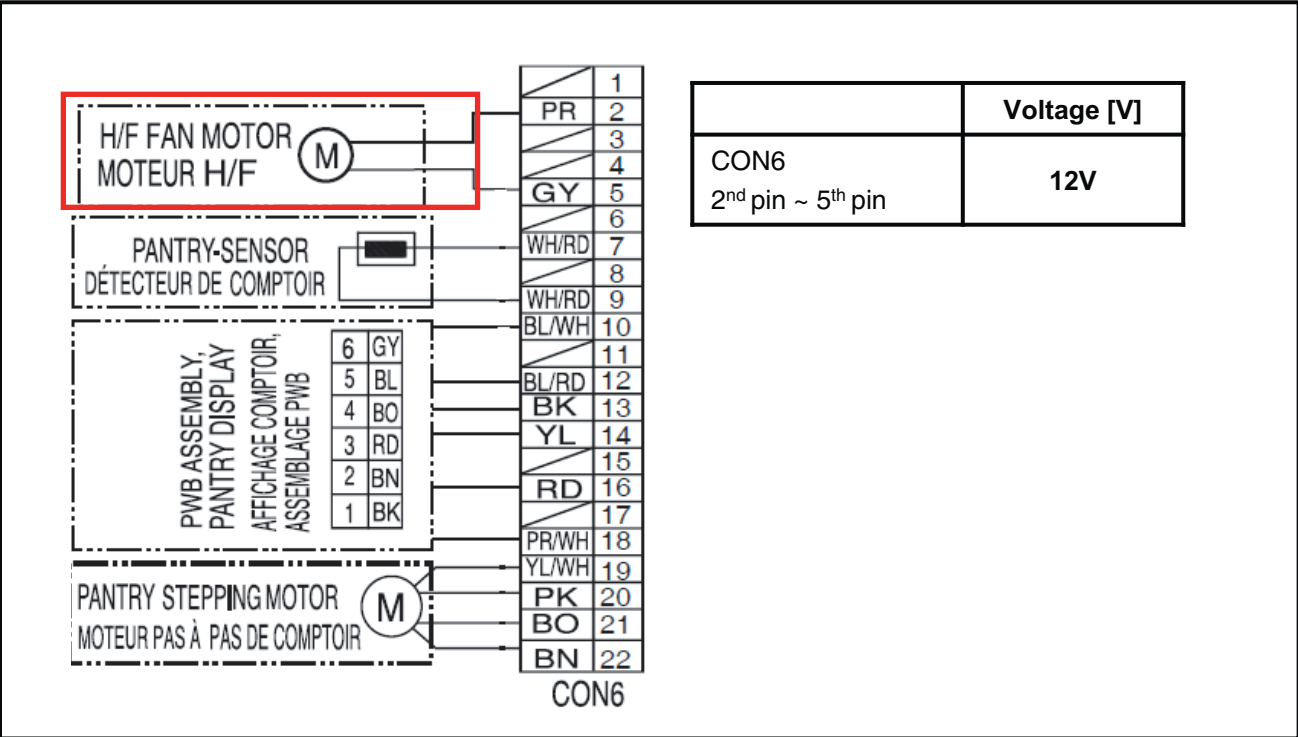 H/F FAN MOTOR
MOTEUR H/F
M
PANTRY-SENSOR
DÉTECTEUR DE COMPTOIR
PWB ASSEMBLY,
PANTRY DISPLAY
AFFICHAGE COMPTOIR,
ASSEMBLAGE PWB
6 GY
5 BL
4 BO
3 RD
2 BN
1 BK
PANTRY STEPPING MOTOR
MOTEUR PAS À PAS DE COMPTOIR
M
1
PR 2
3
4
GY 5
6
WH/RD 7
8
WH/RD 9
BL/WH 10
11
BL/RD 12
BK 13
YL 14
15
RD 16
17
PR/WH 18
YL/WH 19
PK 20
BO 21
BN 22
CON6
Voltage [V]
CON6
2nd pin ~ 5th pin
12V